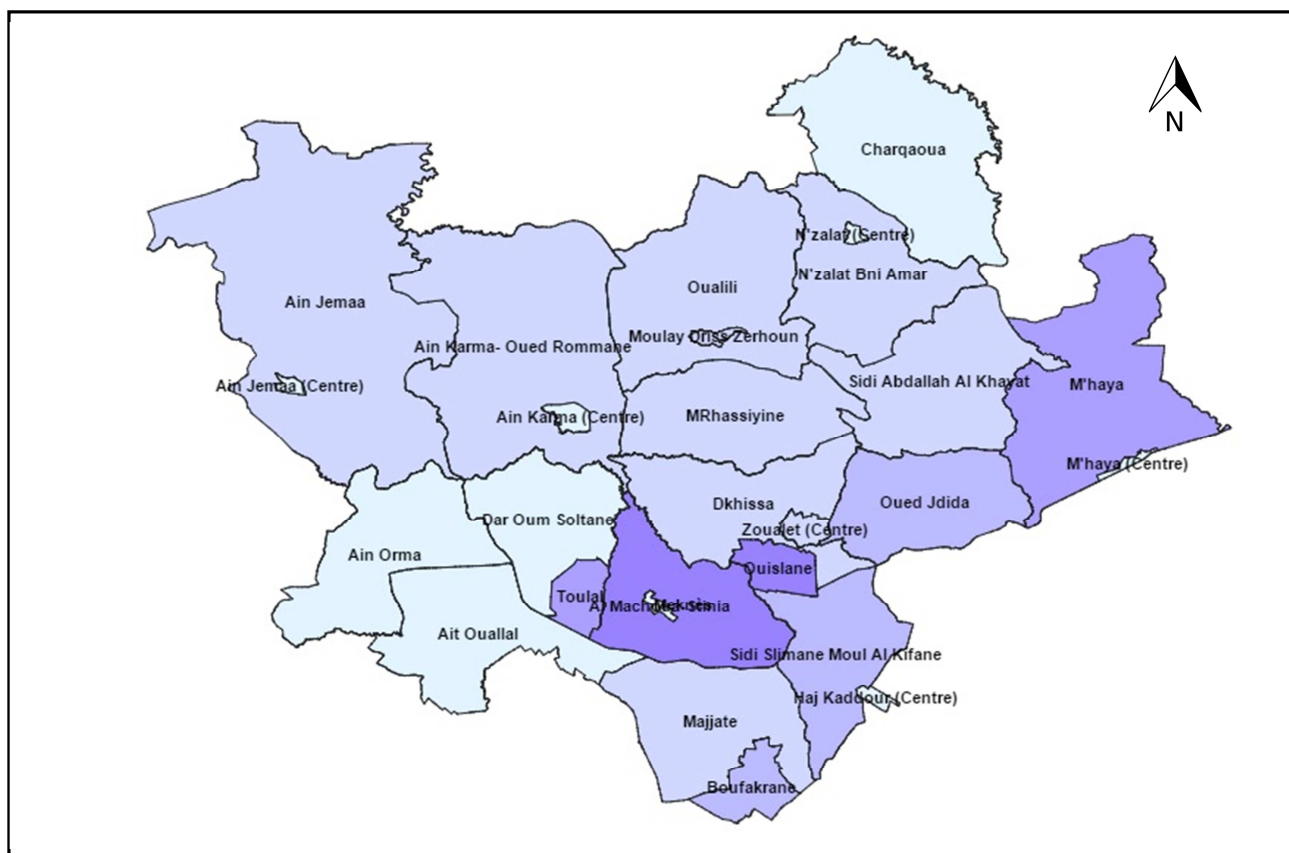 N
Charqaoua
N'zalat (Centre)
N'zalat Bni Amar
Oualili
Ain Jemaa
Moulay Driss Zerhoun
Ain Karma- Oued Rommane
Sidi Abdallah Al Khayat
M'haya
Ain Jemaa (Centre)
Ain Karma (Centre)
MRhassiyine
M'haya (Centre)
Dkhissa
Oued Jdida
Dar Oum Soltane
Zoualet (Centre)
Ain Orma
Ouislane
Toulal
Meknès
Ait Ouallal
Sidi Slimane Moul Al Kifane
Haj Kaddour (Centre)
Majjate
Boufakrane